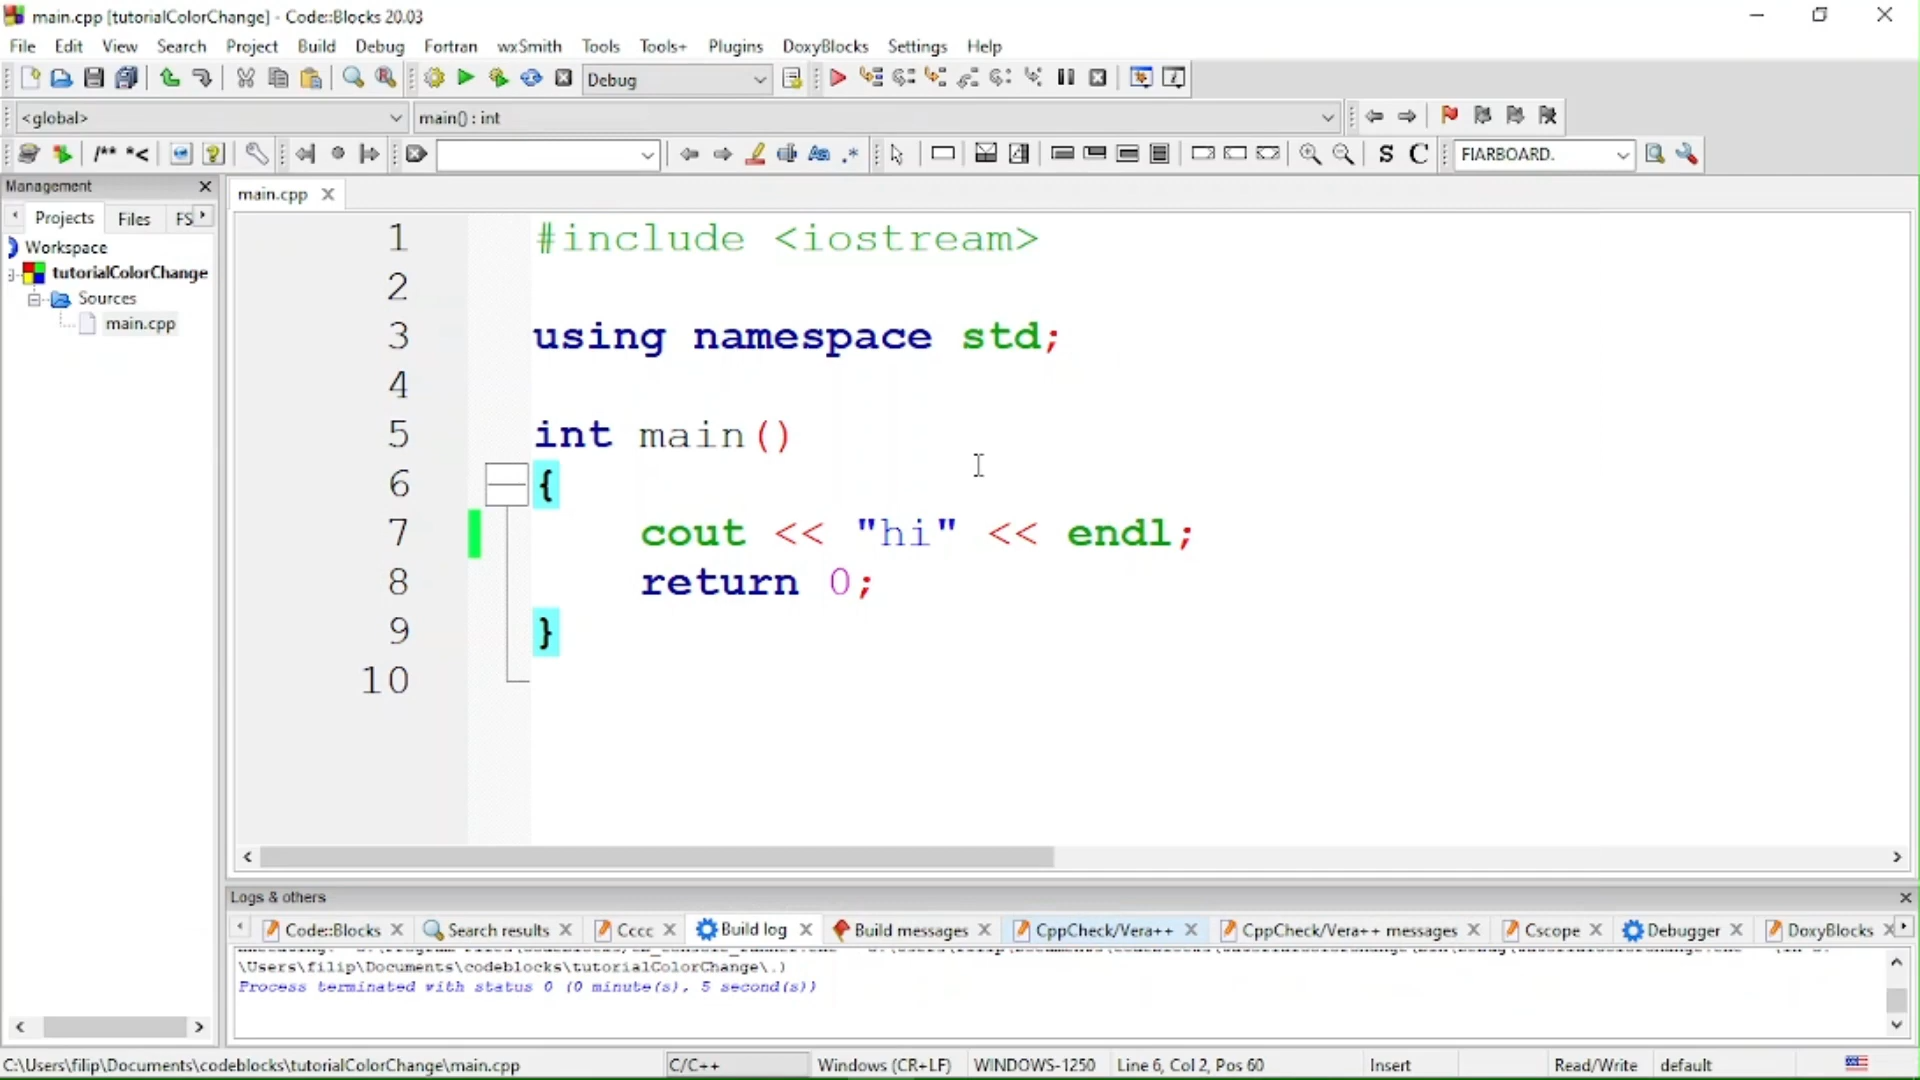 main.cpp [tutorialColorChange] - Code::Blocks 20.03
File Edit View Search Project Build Debug Fortran wxSmith Tools Tools+ Plugins DoxyBlocks Settings Help
Debug
<global> main() : int
/** *< Aa .* S C FIARBOARD.
Management
main.cpp
Projects Files FS
Workspace
tutorialColorChange
Sources
main.cpp
1 #include <iostream>
2
3 using namespace std;
4
5 int main()
6 {
7 cout << "hi" << endl;
8 return 0;
9 }
10
Logs & others
Code::Blocks Search results Cccc Build log Build messages CppCheck/Vera++ CppCheck/Vera++ messages Cscope Debugger DoxyBlocks
\Users\filip\Documents\codeblocks\tutorialColorChange\.)
Process terminated with status 0 (0 minute(s), 5 second(s))
C:\Users\filip\Documents\codeblocks\tutorialColorChange\main.cpp C/C++ Windows (CR+LF) WINDOWS-1250 Line 6, Col 2, Pos 60 Insert Read/Write default